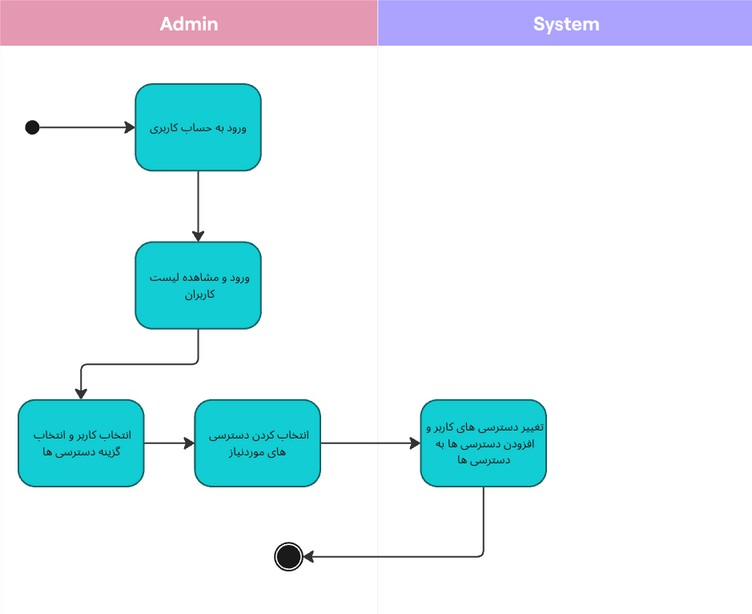 Admin
System
ورود به حساب کاربری
ورود و مشاهده لیست
کاربران
انتخاب کاربر و انتخاب
گزینه دسترسی ها
انتخاب کردن دسترسی
های موردنیاز
تغییر دسترسی های کاربر و
افزودن دسترسی ها به
دسترسی ها